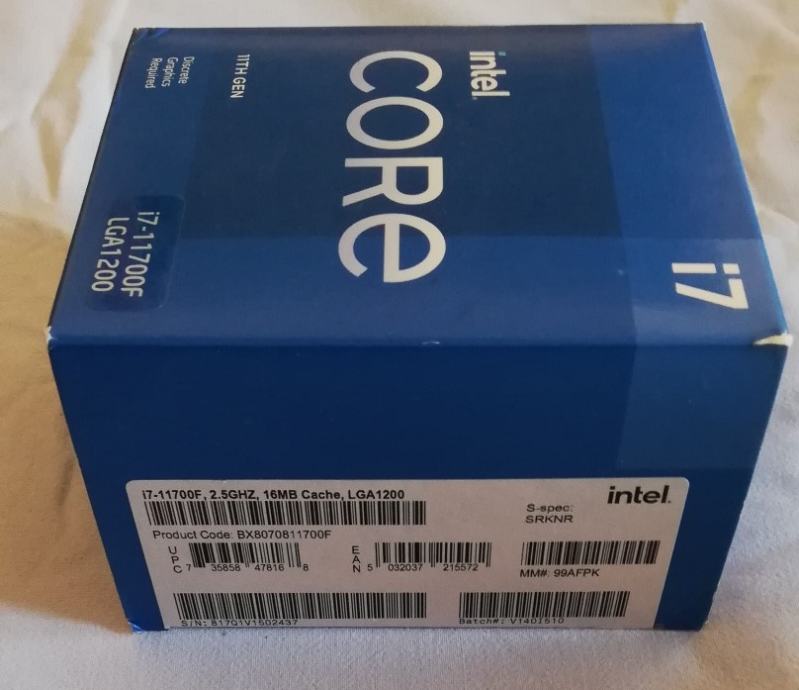 intel.
CORe
i7
11TH GEN
Discrete
Graphics
Required
i7-11700F
LGA1200
i7-11700F, 2.5GHZ, 16MB Cache, LGA1200
intel.
S-spec:
SRKNR
Product Code: BX8070811700F
UPC 7 35858 47816 8
EAN 5 032037 215572
MM#: 99AFPK
S/N: 817Q1V1502437
Batch#: V140I510